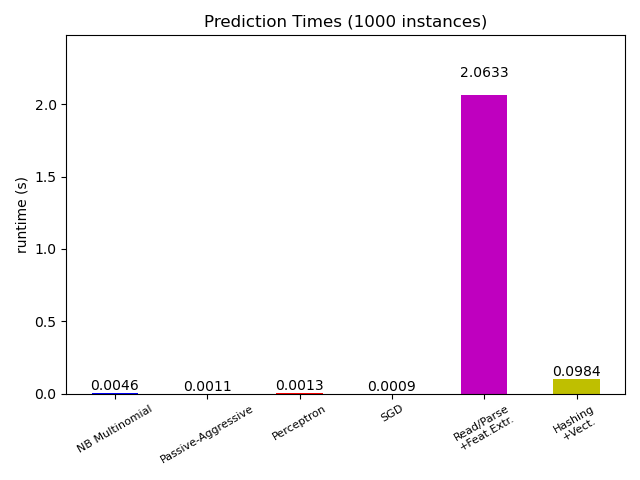 Prediction Times (1000 instances)
2.0633
2.0
1.5
runtime (s)
1.0
0.5
0.0046
0.0011
0.0013
0.0009
0.0984
0.0
NB Multinomial
Passive-Aggressive
Perceptron
SGD
Read/Parse
+Feat.Extr.
Hashing
+Vect.